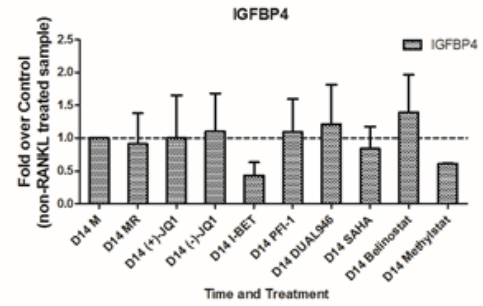 IGFBP4
Fold over Control
(non-RANKL treated sample)
2.5
2.0
1.5
1.0
0.5
0.0
IGFBP4
D14 M
D14 MR
D14 (+)-JQ1
D14 (-)-JQ1
D14 I-BET
D14 PFI-1
D14 DUAL946
D14 SAHA
D14 Belinostat
D14 Methylstat
Time and Treatment